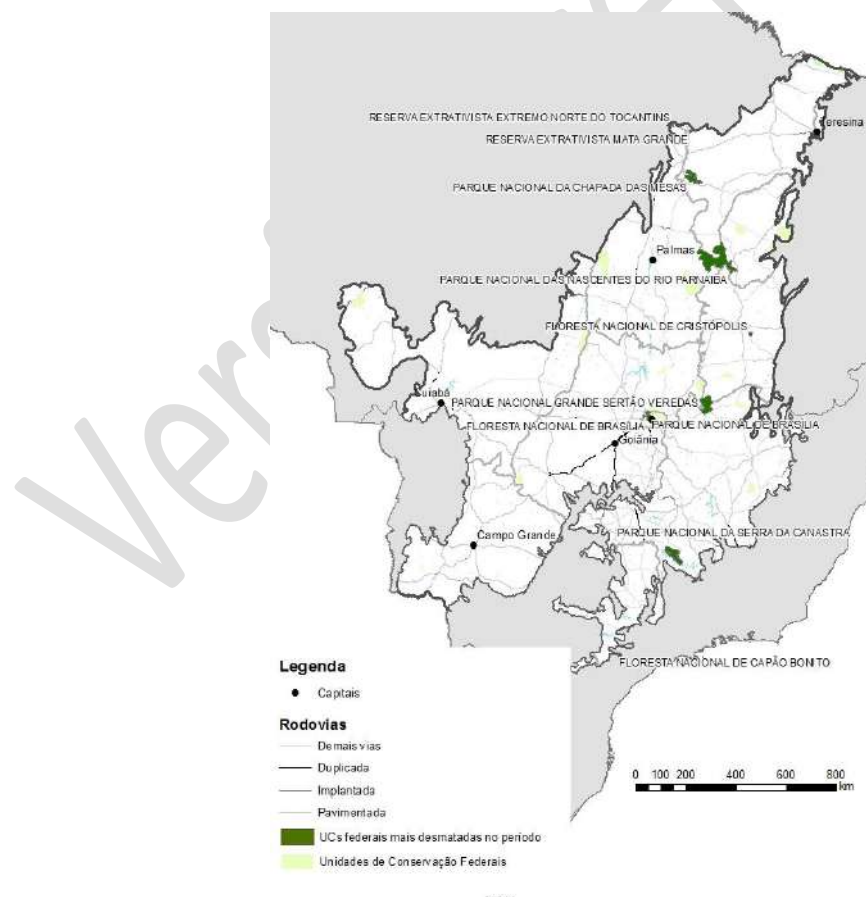 RESERVA EXTRATIVISTA EXTREMO NORTE DO TOCANTINS
Teresina
RESERVA EXTRATIVISTA MATA GRANDE
PARQUE NACIONAL DA CHAPADA DAS MESAS
Palmas
PARQUE NACIONAL DAS NASCENTES DO RIO PARNAIBA
FLORESTA NACIONAL DE CRISTÓPOLIS
Cuiabá
PARQUE NACIONAL GRANDE SERTÃO VEREDAS
FLORESTA NACIONAL DE BRASÍLIA
PARQUE NACIONAL DE BRASÍLIA
Goiânia
Campo Grande
PARQUE NACIONAL DA SERRA DA CANASTRA
FLORESTA NACIONAL DE CAPÃO BONITO
Legenda
Capitais
Rodovias
Demais vias
Duplicada
Implantada
Pavimentada
UCs federais mais desmatadas no período
Unidades de Conservação Federais
0 100 200 400 600 800
km